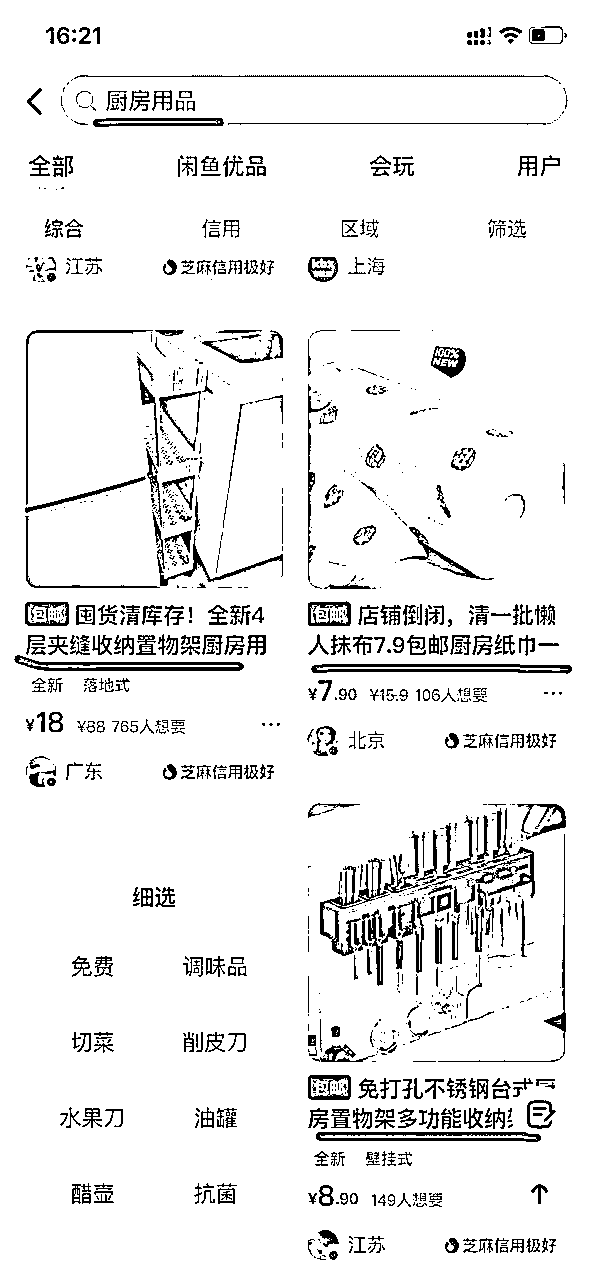 16:21
厨房用品
全部 闲鱼优品 会玩 用户
综合 信用 区域 筛选
江苏 芝麻信用极好
上海
包邮 囤货清库存！全新4
层夹缝收纳置物架厨房用
全新 落地式
¥18 ¥88 765人想要 ...
广东 芝麻信用极好
细选
免费 调味品
切菜 削皮刀
水果刀 油罐
醋壶 抗菌
100%
NEW
包邮 店铺倒闭，清一批懒
人抹布7.9包邮厨房纸巾一
¥7.90 ¥15.9 106人想要 ...
北京 芝麻信用极好
包邮 免打孔不锈钢台式
房置物架多功能收纳
全新 壁挂式
¥8.90 149人想要
江苏 芝麻信用极好